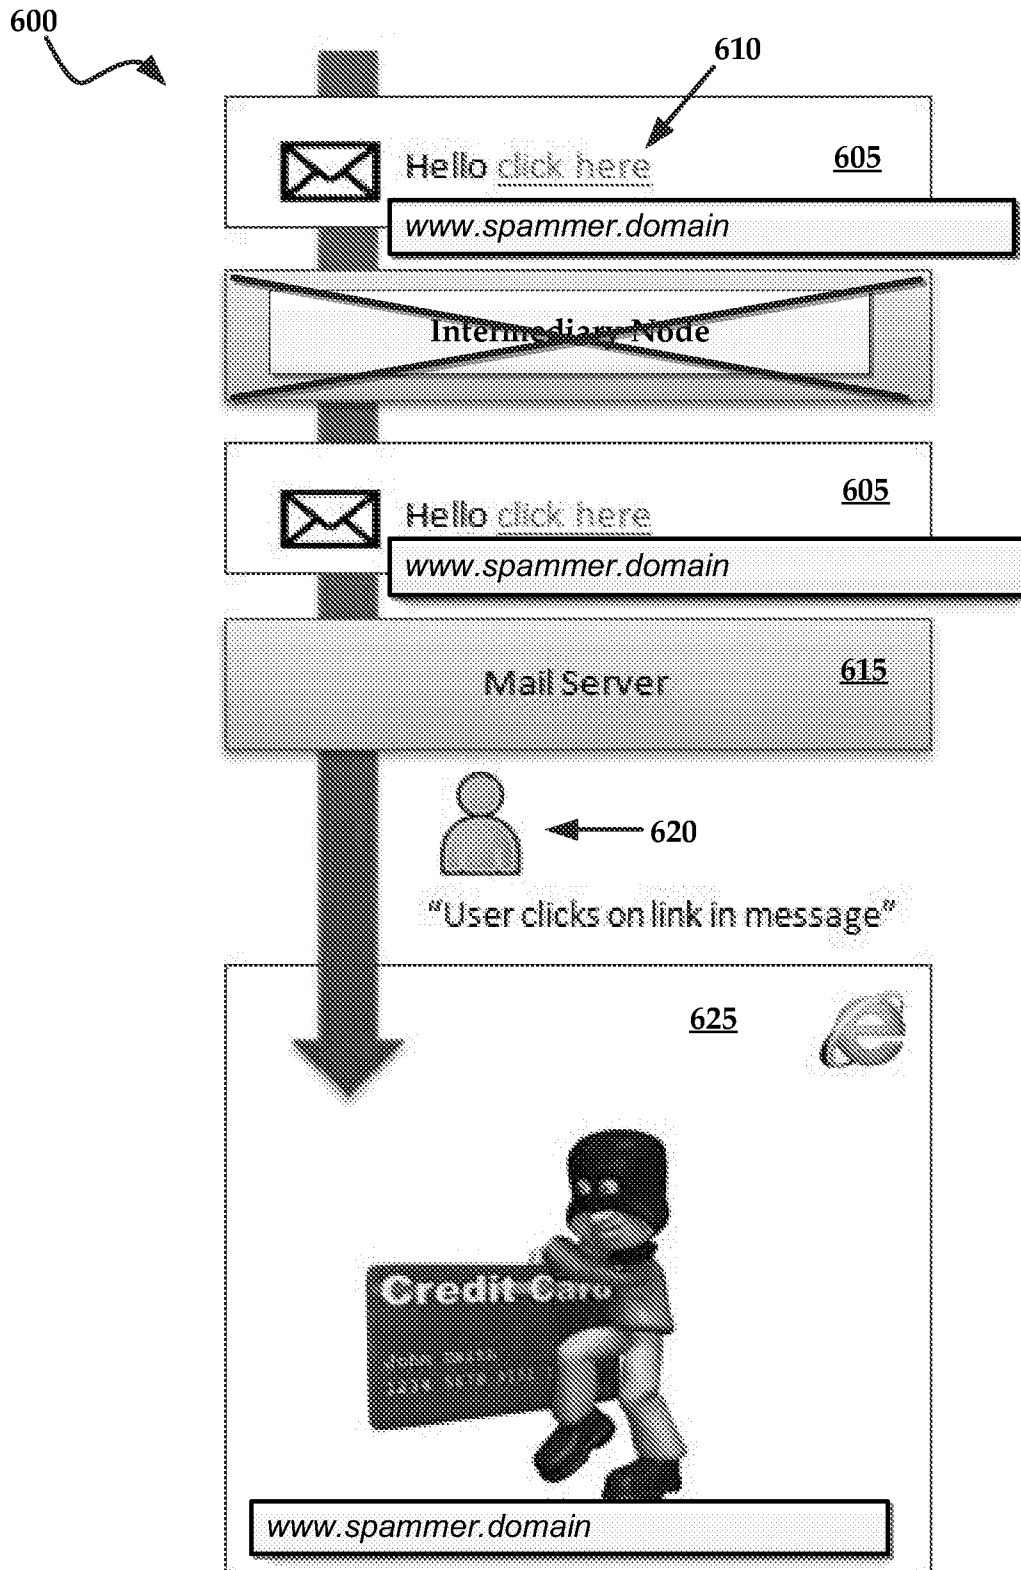 600
610
Hello click here
605
www.spammer.domain
Intermediary Node
605
Hello click here
www.spammer.domain
Mail Server
615
620
"User clicks on link in message"
625
Credit Card
www.spammer.domain